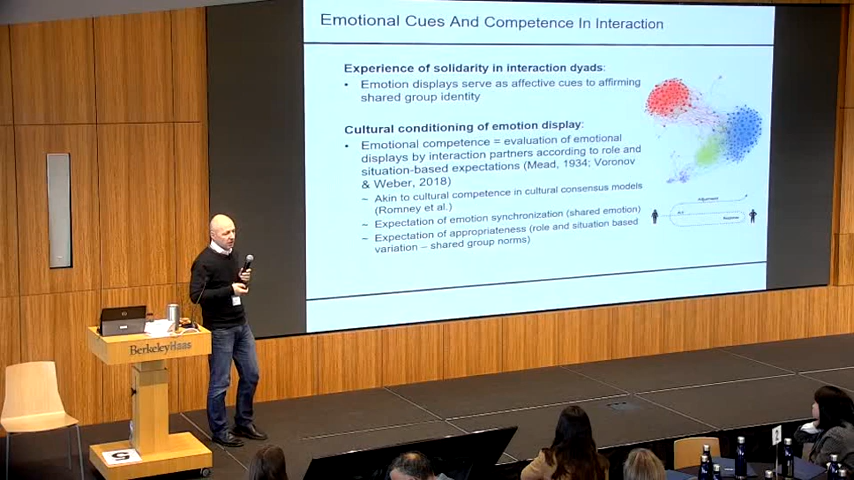 Emotional Cues And Competence In Interaction
Experience of solidarity in interaction dyads:
• Emotion displays serve as affective cues to affirming
shared group identity
Cultural conditioning of emotion display:
• Emotional competence = evaluation of emotional
displays by interaction partners according to role and
situation-based expectations (Mead, 1934; Voronov
& Weber, 2018)
~ Akin to cultural competence in cultural consensus models
(Romney et al.)
~ Expectation of emotion synchronization (shared emotion)
~ Expectation of appropriateness (role and situation based
variation – shared group norms)
BerkeleyHaas
5